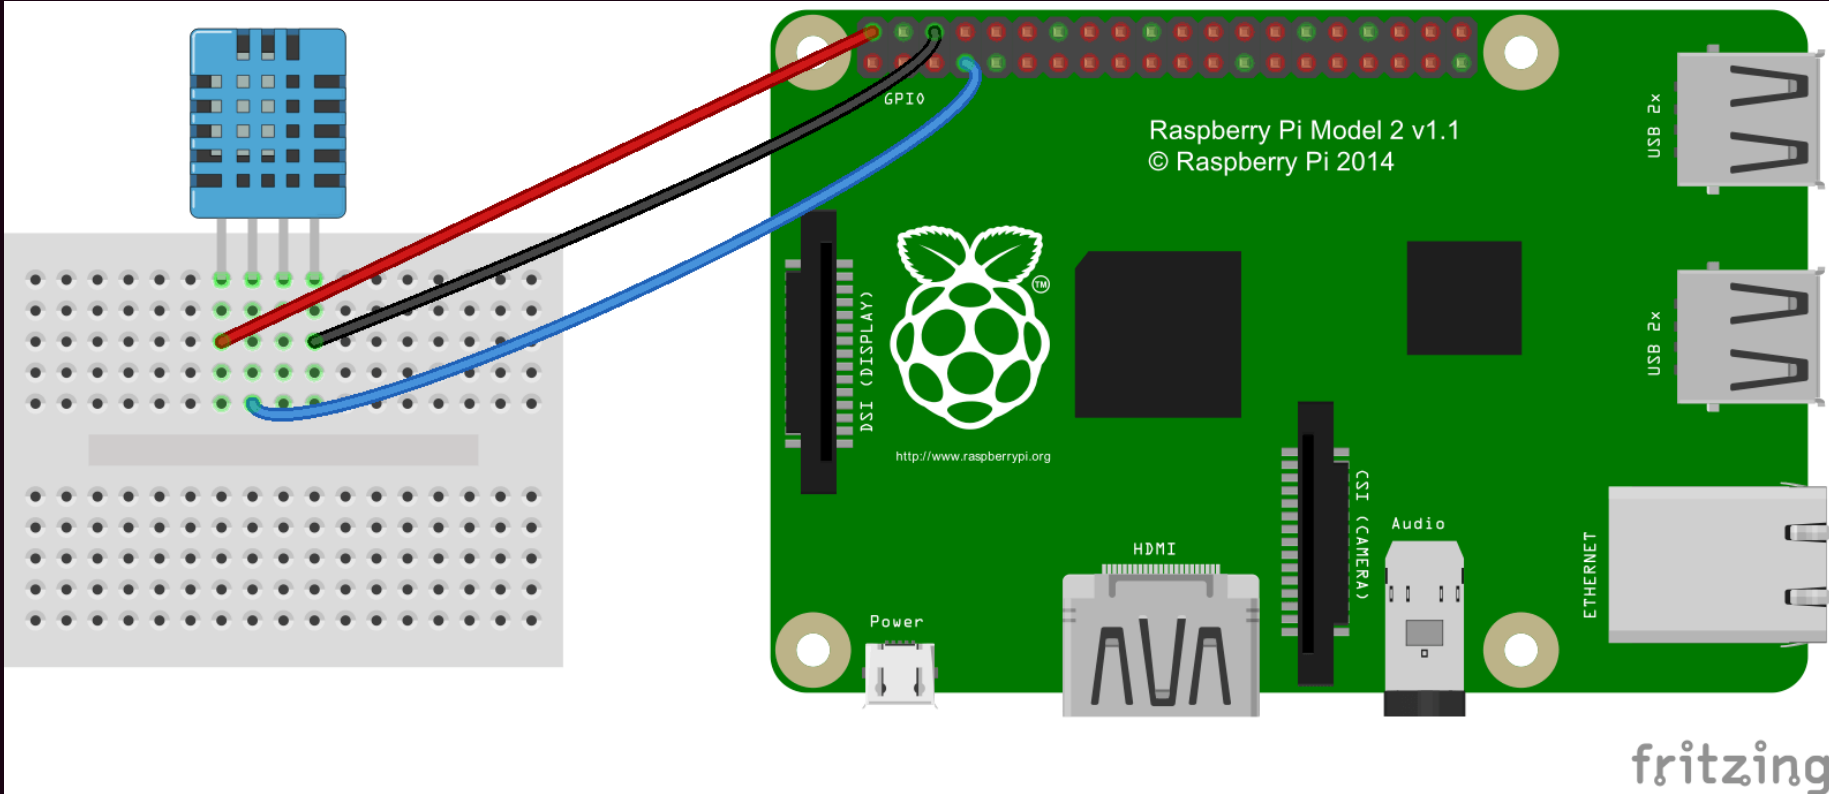 GPIO
Raspberry Pi Model 2 v1.1
© Raspberry Pi 2014
USB 2x
TM
DSI (DISPLAY)
USB 2x
http://www.raspberrypi.org
CSI (CAMERA)
Audio
HDMI
ETHERNET
Power
fritzing